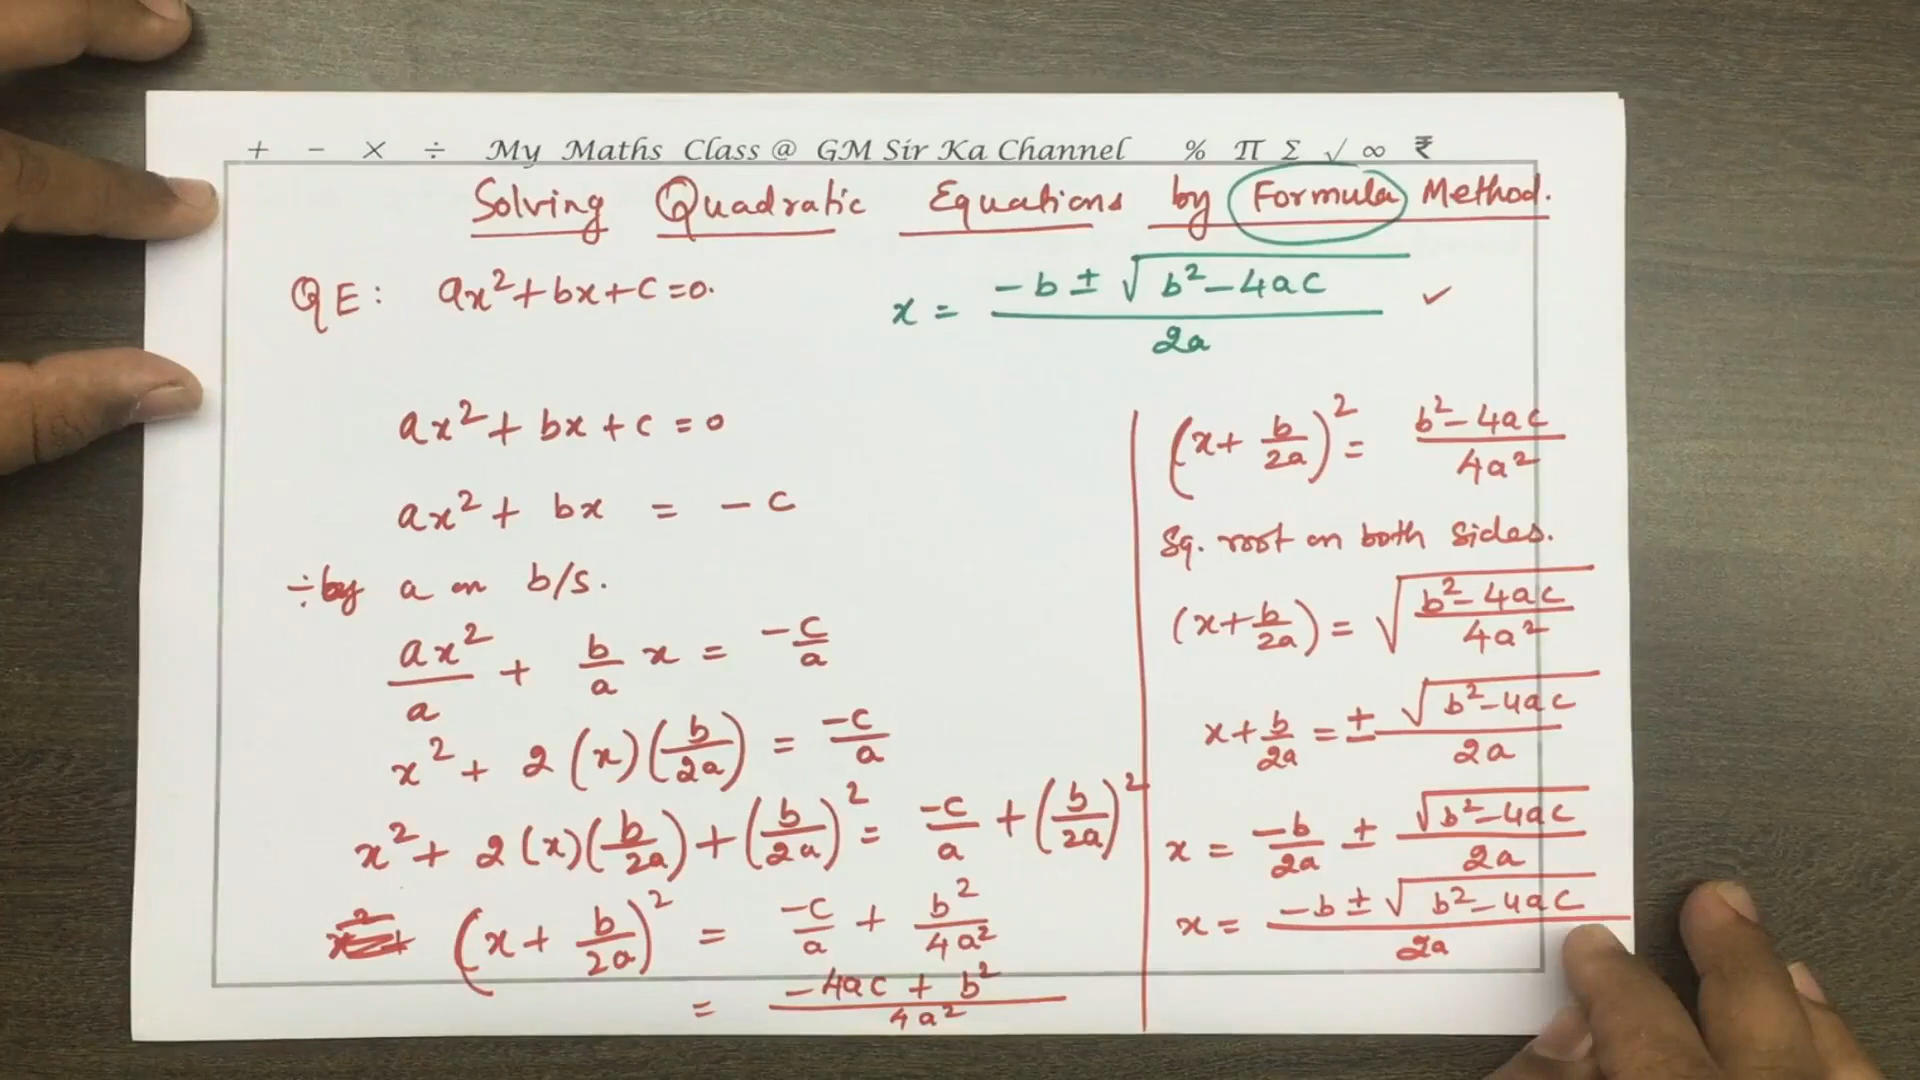 + - × ÷ My Maths Class @ GM Sir Ka Channel % Π Σ √ ∞ ₹
Solving Quadratic Equations by Formula Method.
QE: ax²+bx+c=0.
x = (-b ± √(b²-4ac))/2a ✓
ax²+bx+c=0
ax²+bx = -c
÷by a on b/s.
ax²/a + b/a x = -c/a
x² + 2(x)(b/2a) = -c/a
x² + 2(x)(b/2a) + (b/2a)² = -c/a + (b/2a)²
(x + b/2a)² = -c/a + b²/4a²
= (-4ac + b²)/4a²
(x + b/2a)² = (b²-4ac)/4a²
Sq. root on both sides.
(x + b/2a) = √((b²-4ac)/4a²)
x + b/2a = ± √(b²-4ac)/2a
x = -b/2a ± √(b²-4ac)/2a
x = (-b ± √(b²-4ac))/2a